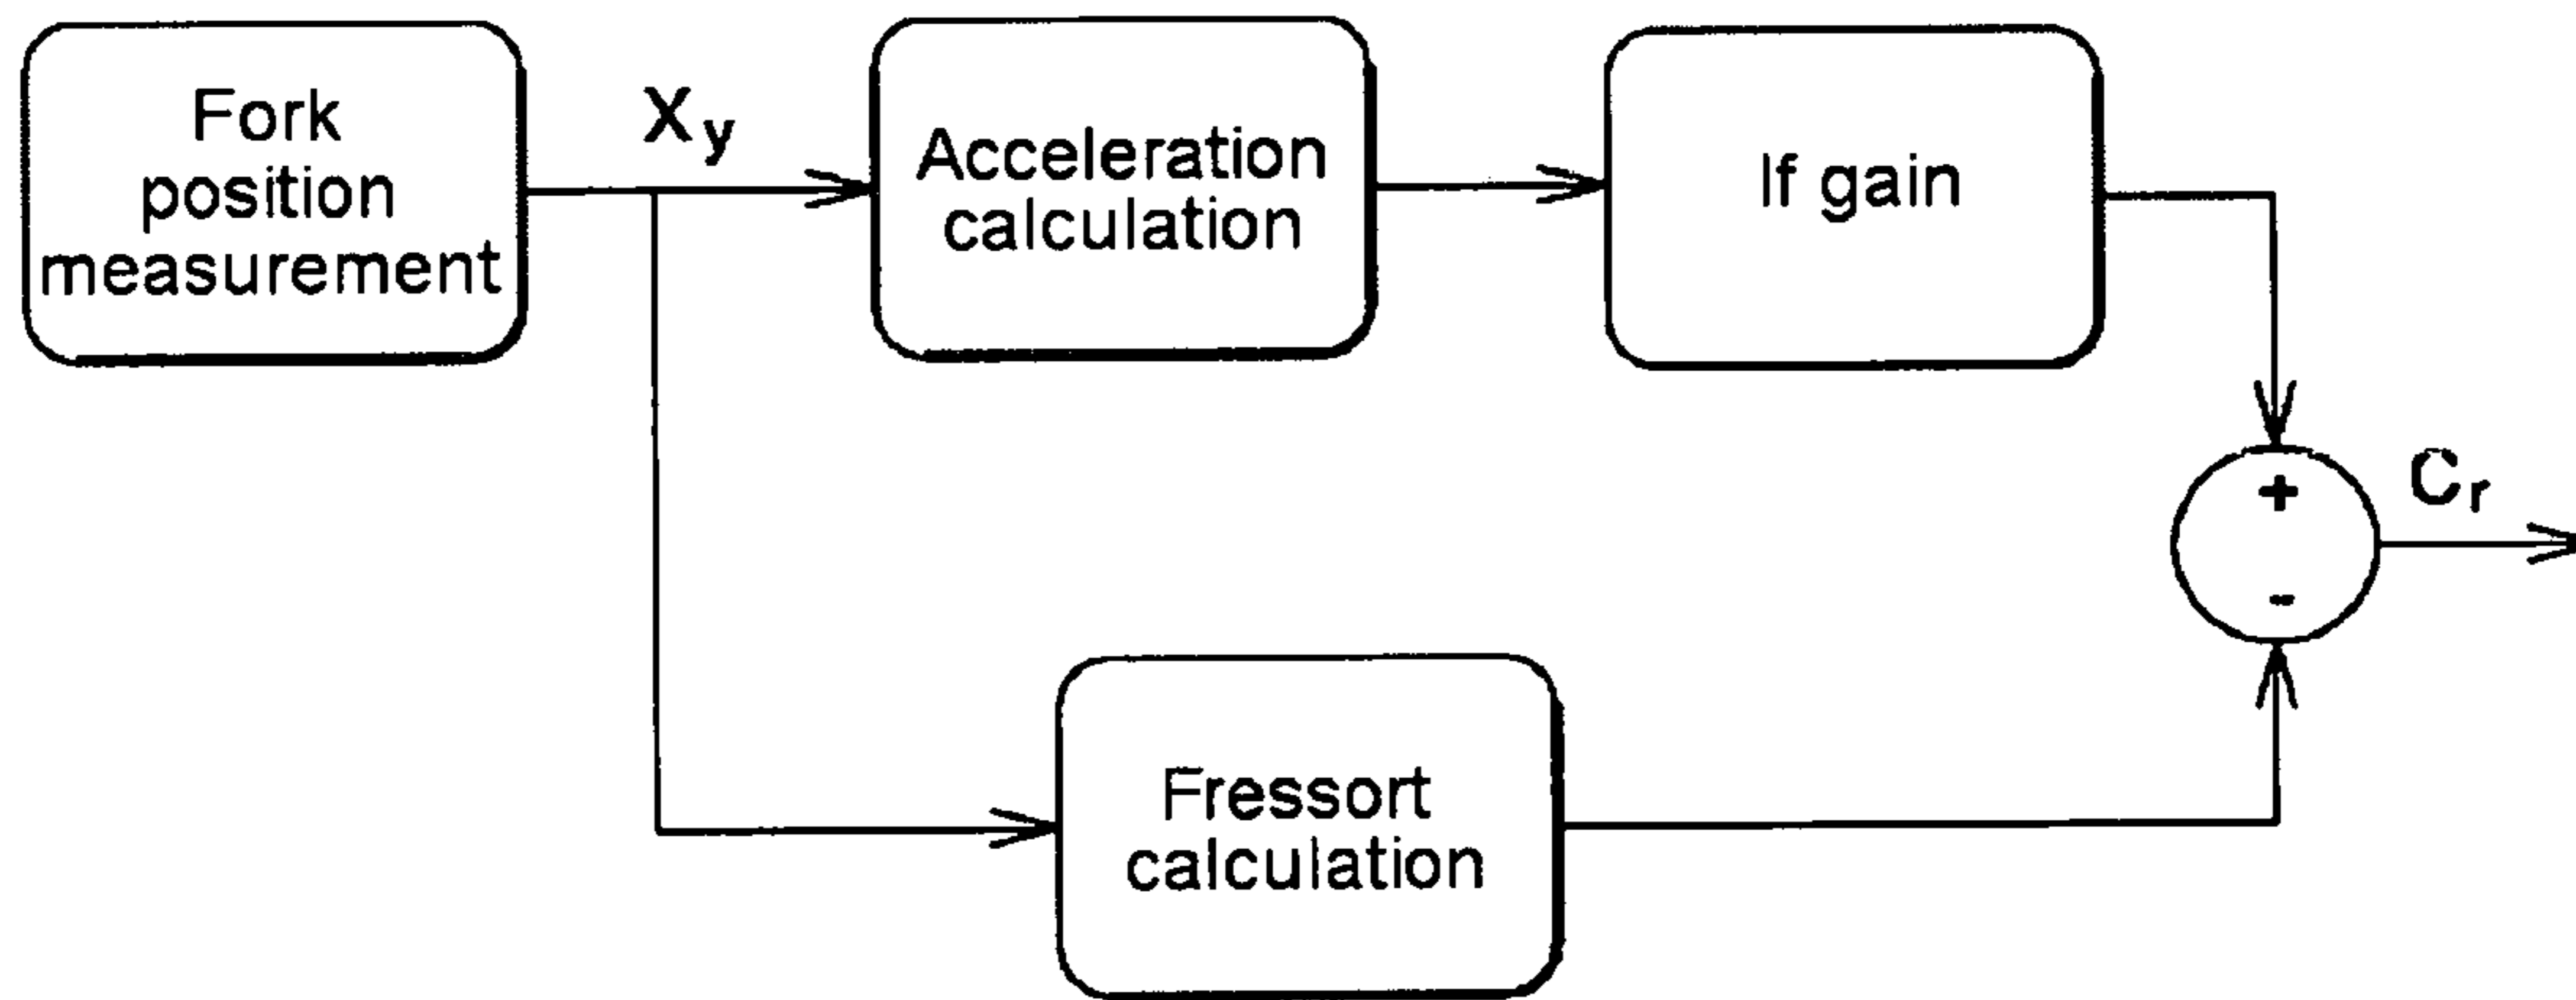 Fork
position
measurement
Xy
Acceleration
calculation
If gain
+
-
Cr
Fressort
calculation